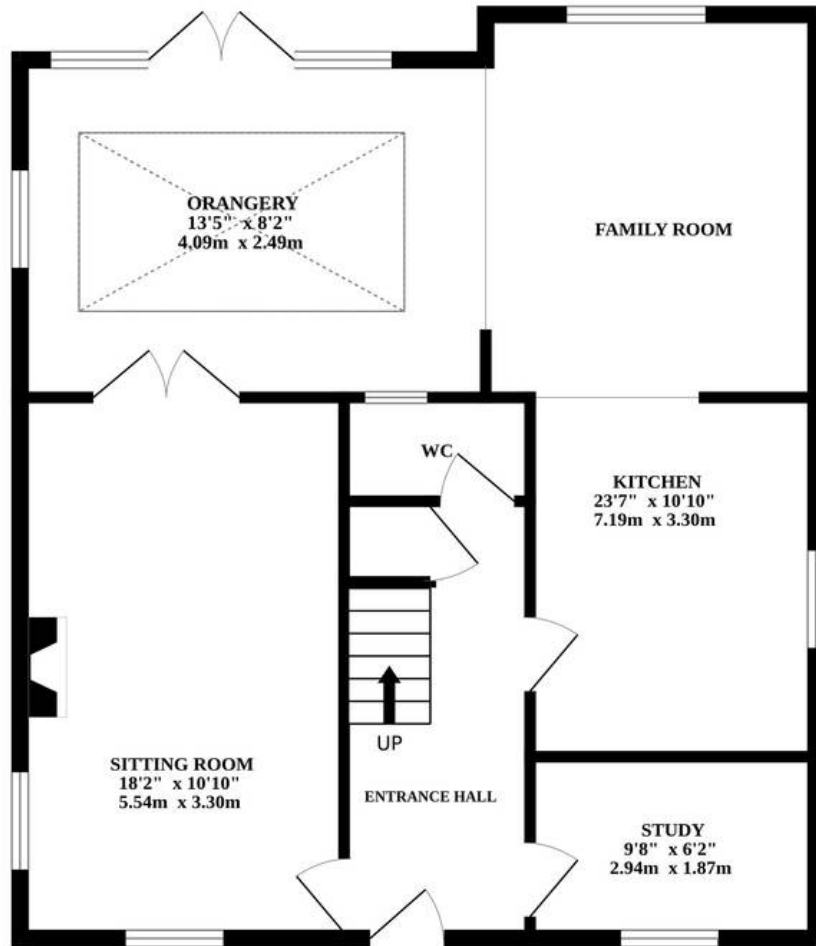 ORANGERY
13'5" x 8'2"
4.09m x 2.49m
FAMILY ROOM
WC
KITCHEN
23'7" x 10'10"
7.19m x 3.30m
UP
SITTING ROOM
18'2" x 10'10"
5.54m x 3.30m
ENTRANCE HALL
STUDY
9'8" x 6'2"
2.94m x 1.87m